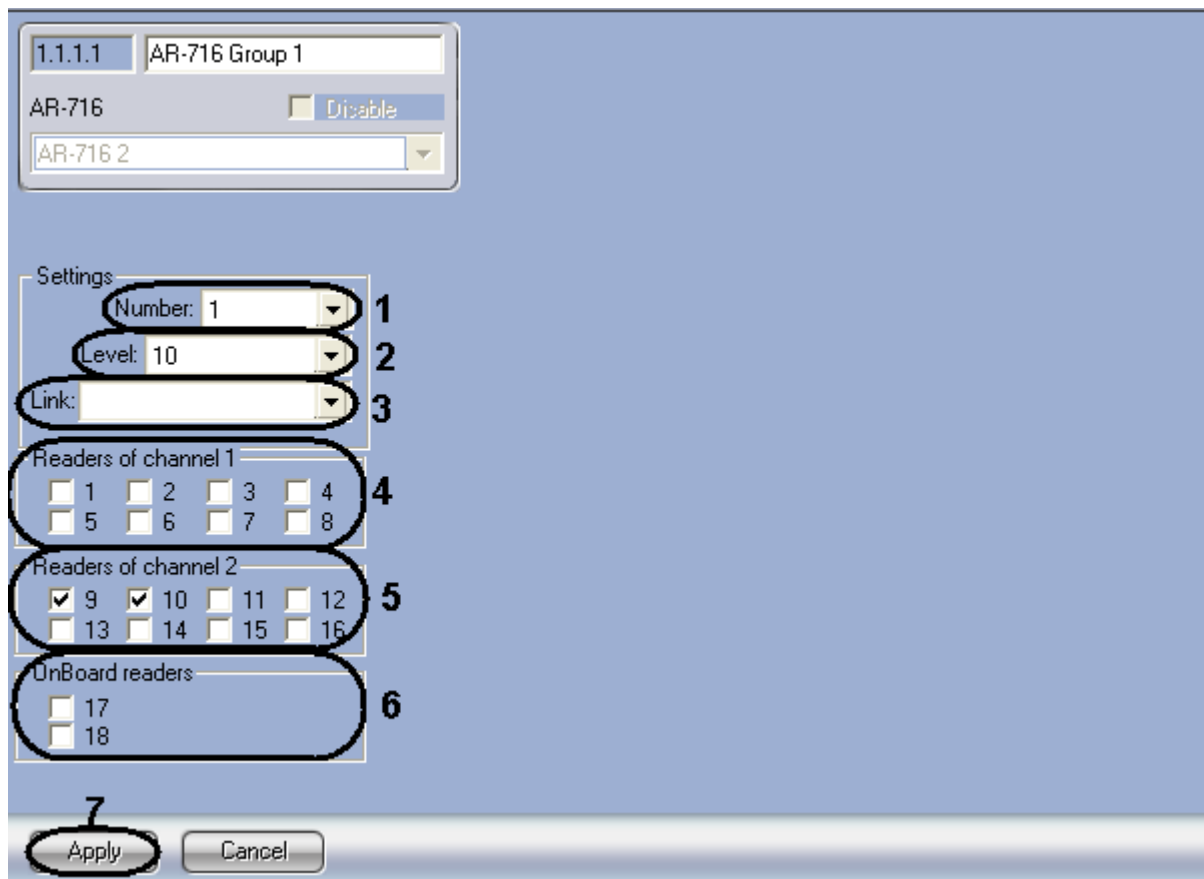 1.1.1.1 AR-716 Group 1
AR-716 Disable
AR-716 2
Settings
Number: 1 1
Level: 10 2
Link: 3
Readers of channel 1
1 2 3 4 4
5 6 7 8
Readers of channel 2
9 10 11 12 5
13 14 15 16
OnBoard readers
17 6
18
7
Apply Cancel